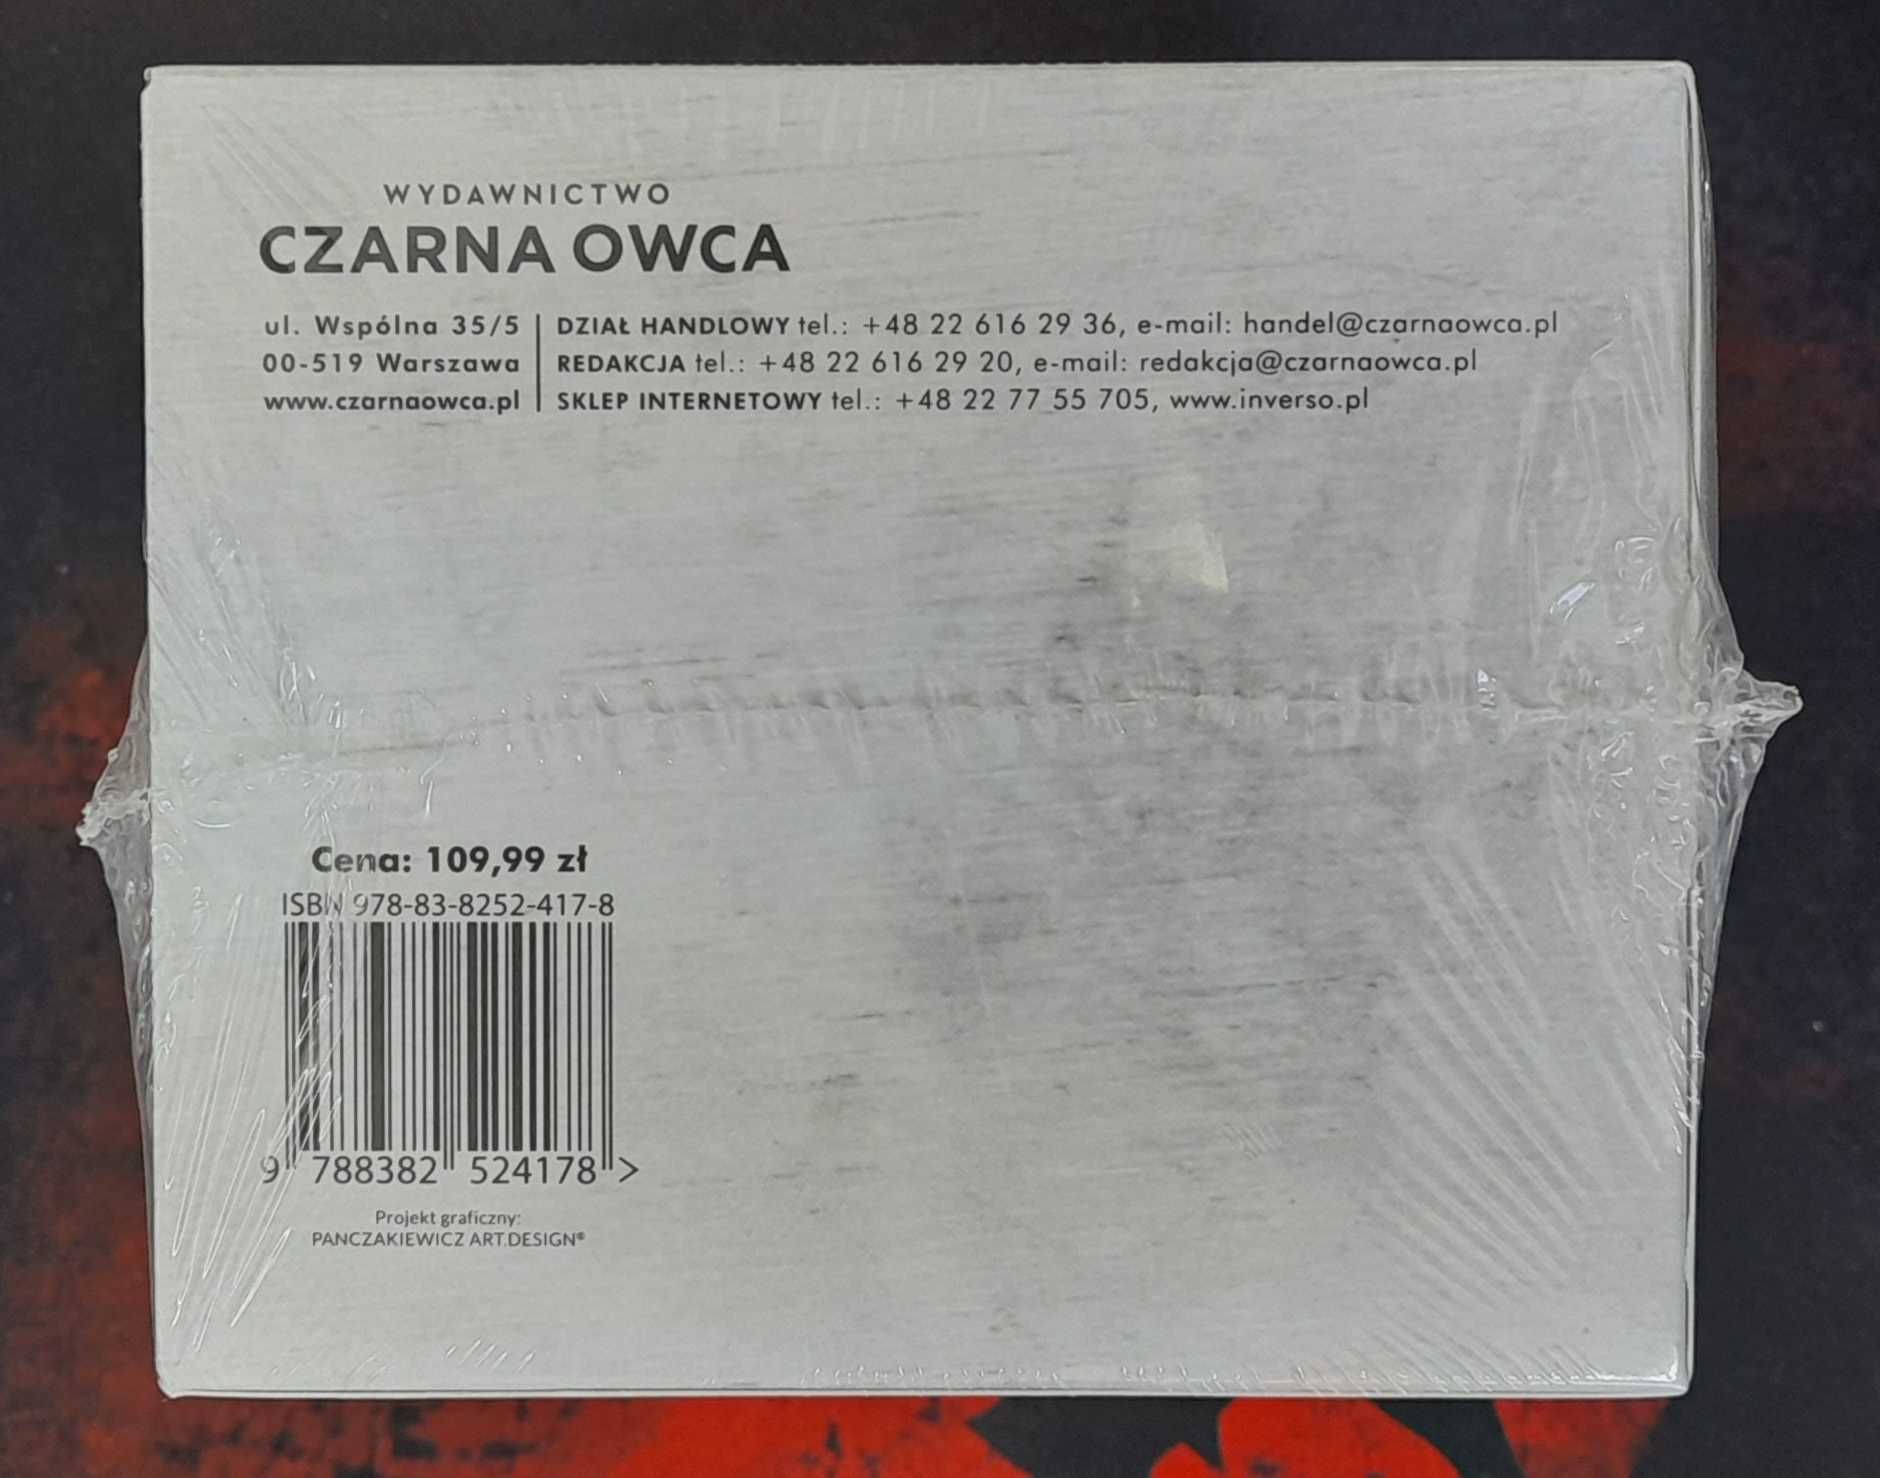 WYDAWNICTWO
CZARNA OWCA
ul. Wspólna 35/5
00-519 Warszawa
www.czarnaowca.pl
DZIAŁ HANDLOWY tel.: +48 22 616 29 36, e-mail: handel@czarnaowca.pl
REDAKCJA tel.: +48 22 616 29 20, e-mail: redakcja@czarnaowca.pl
SKLEP INTERNETOWY tel.: +48 22 77 55 705, www.inverso.pl
Cena: 109,99 zł
ISBN 978-83-8252-417-8
9 788382 524178 >
Projekt graficzny:
PANCZAKIEWICZ ART.DESIGN®